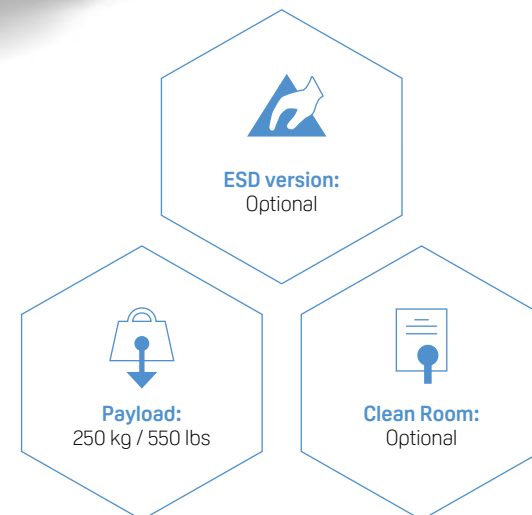 ESD version:
Optional
Payload:
250 kg / 550 lbs
Clean Room:
Optional